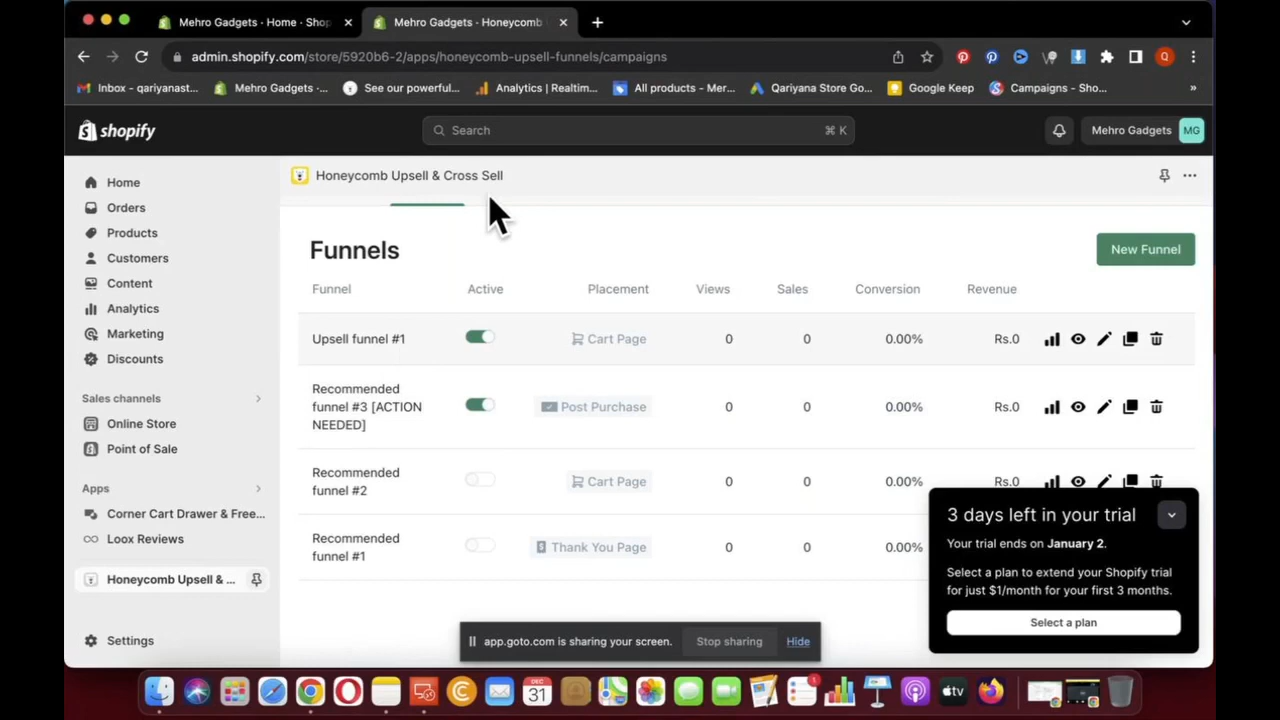 Mehro Gadgets · Home · Shop
Mehro Gadgets · Honeycomb
admin.shopify.com/store/5920b6-2/apps/honeycomb-upsell-funnels/campaigns
Inbox - qariyanast...
Mehro Gadgets ·...
See our powerful...
Analytics | Realtim...
All products - Mer...
Qariyana Store Go...
Google Keep
Campaigns - Sho...
»
shopify
Search
⌘ K
Mehro Gadgets
MG
Home
Orders
Products
Customers
Content
Analytics
Marketing
Discounts
Sales channels
Online Store
Point of Sale
Apps
Corner Cart Drawer & Free...
Loox Reviews
Honeycomb Upsell & ...
Settings
Honeycomb Upsell & Cross Sell
Funnels
New Funnel
Funnel Active Placement Views Sales Conversion Revenue
Upsell funnel #1 Cart Page 0 0 0.00% Rs.0
Recommended
funnel #3 [ACTION Post Purchase 0 0 0.00% Rs.0
NEEDED]
Recommended
funnel #2 Cart Page 0 0 0.00% Rs.0
Recommended
funnel #1 Thank You Page 0 0 0.00%
3 days left in your trial
Your trial ends on January 2.
Select a plan to extend your Shopify trial
for just $1/month for your first 3 months.
Select a plan
app.goto.com is sharing your screen.
Stop sharing
Hide
DEC
31
1
tv